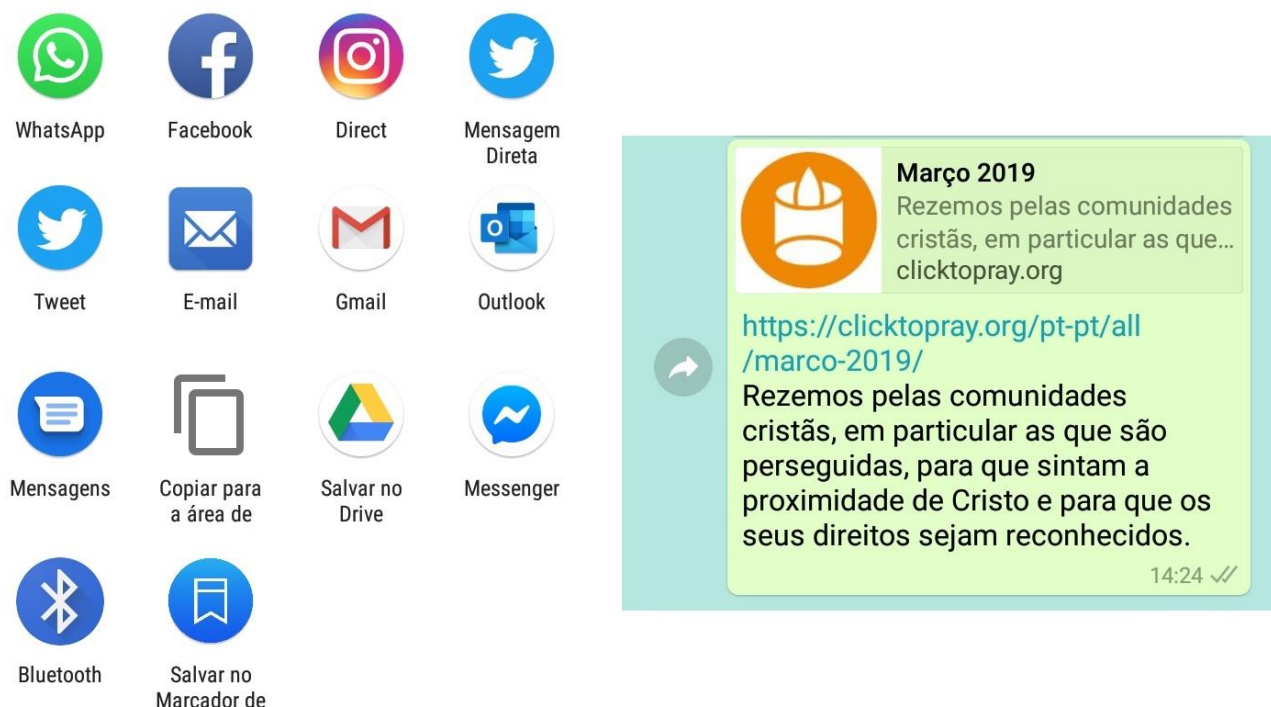 WhatsApp
Facebook
Direct
Mensagem
Direta
Tweet
E-mail
Gmail
Outlook
Mensagens
Copiar para
a área de
Salvar no
Drive
Messenger
Bluetooth
Salvar no
Marcador de
Março 2019
Rezemos pelas comunidades
cristãs, em particular as que...
clicktopray.org
https://clicktopray.org/pt-pt/all
/marco-2019/
Rezemos pelas comunidades
cristãs, em particular as que são
perseguidas, para que sintam a
proximidade de Cristo e para que os
seus direitos sejam reconhecidos.
14:24